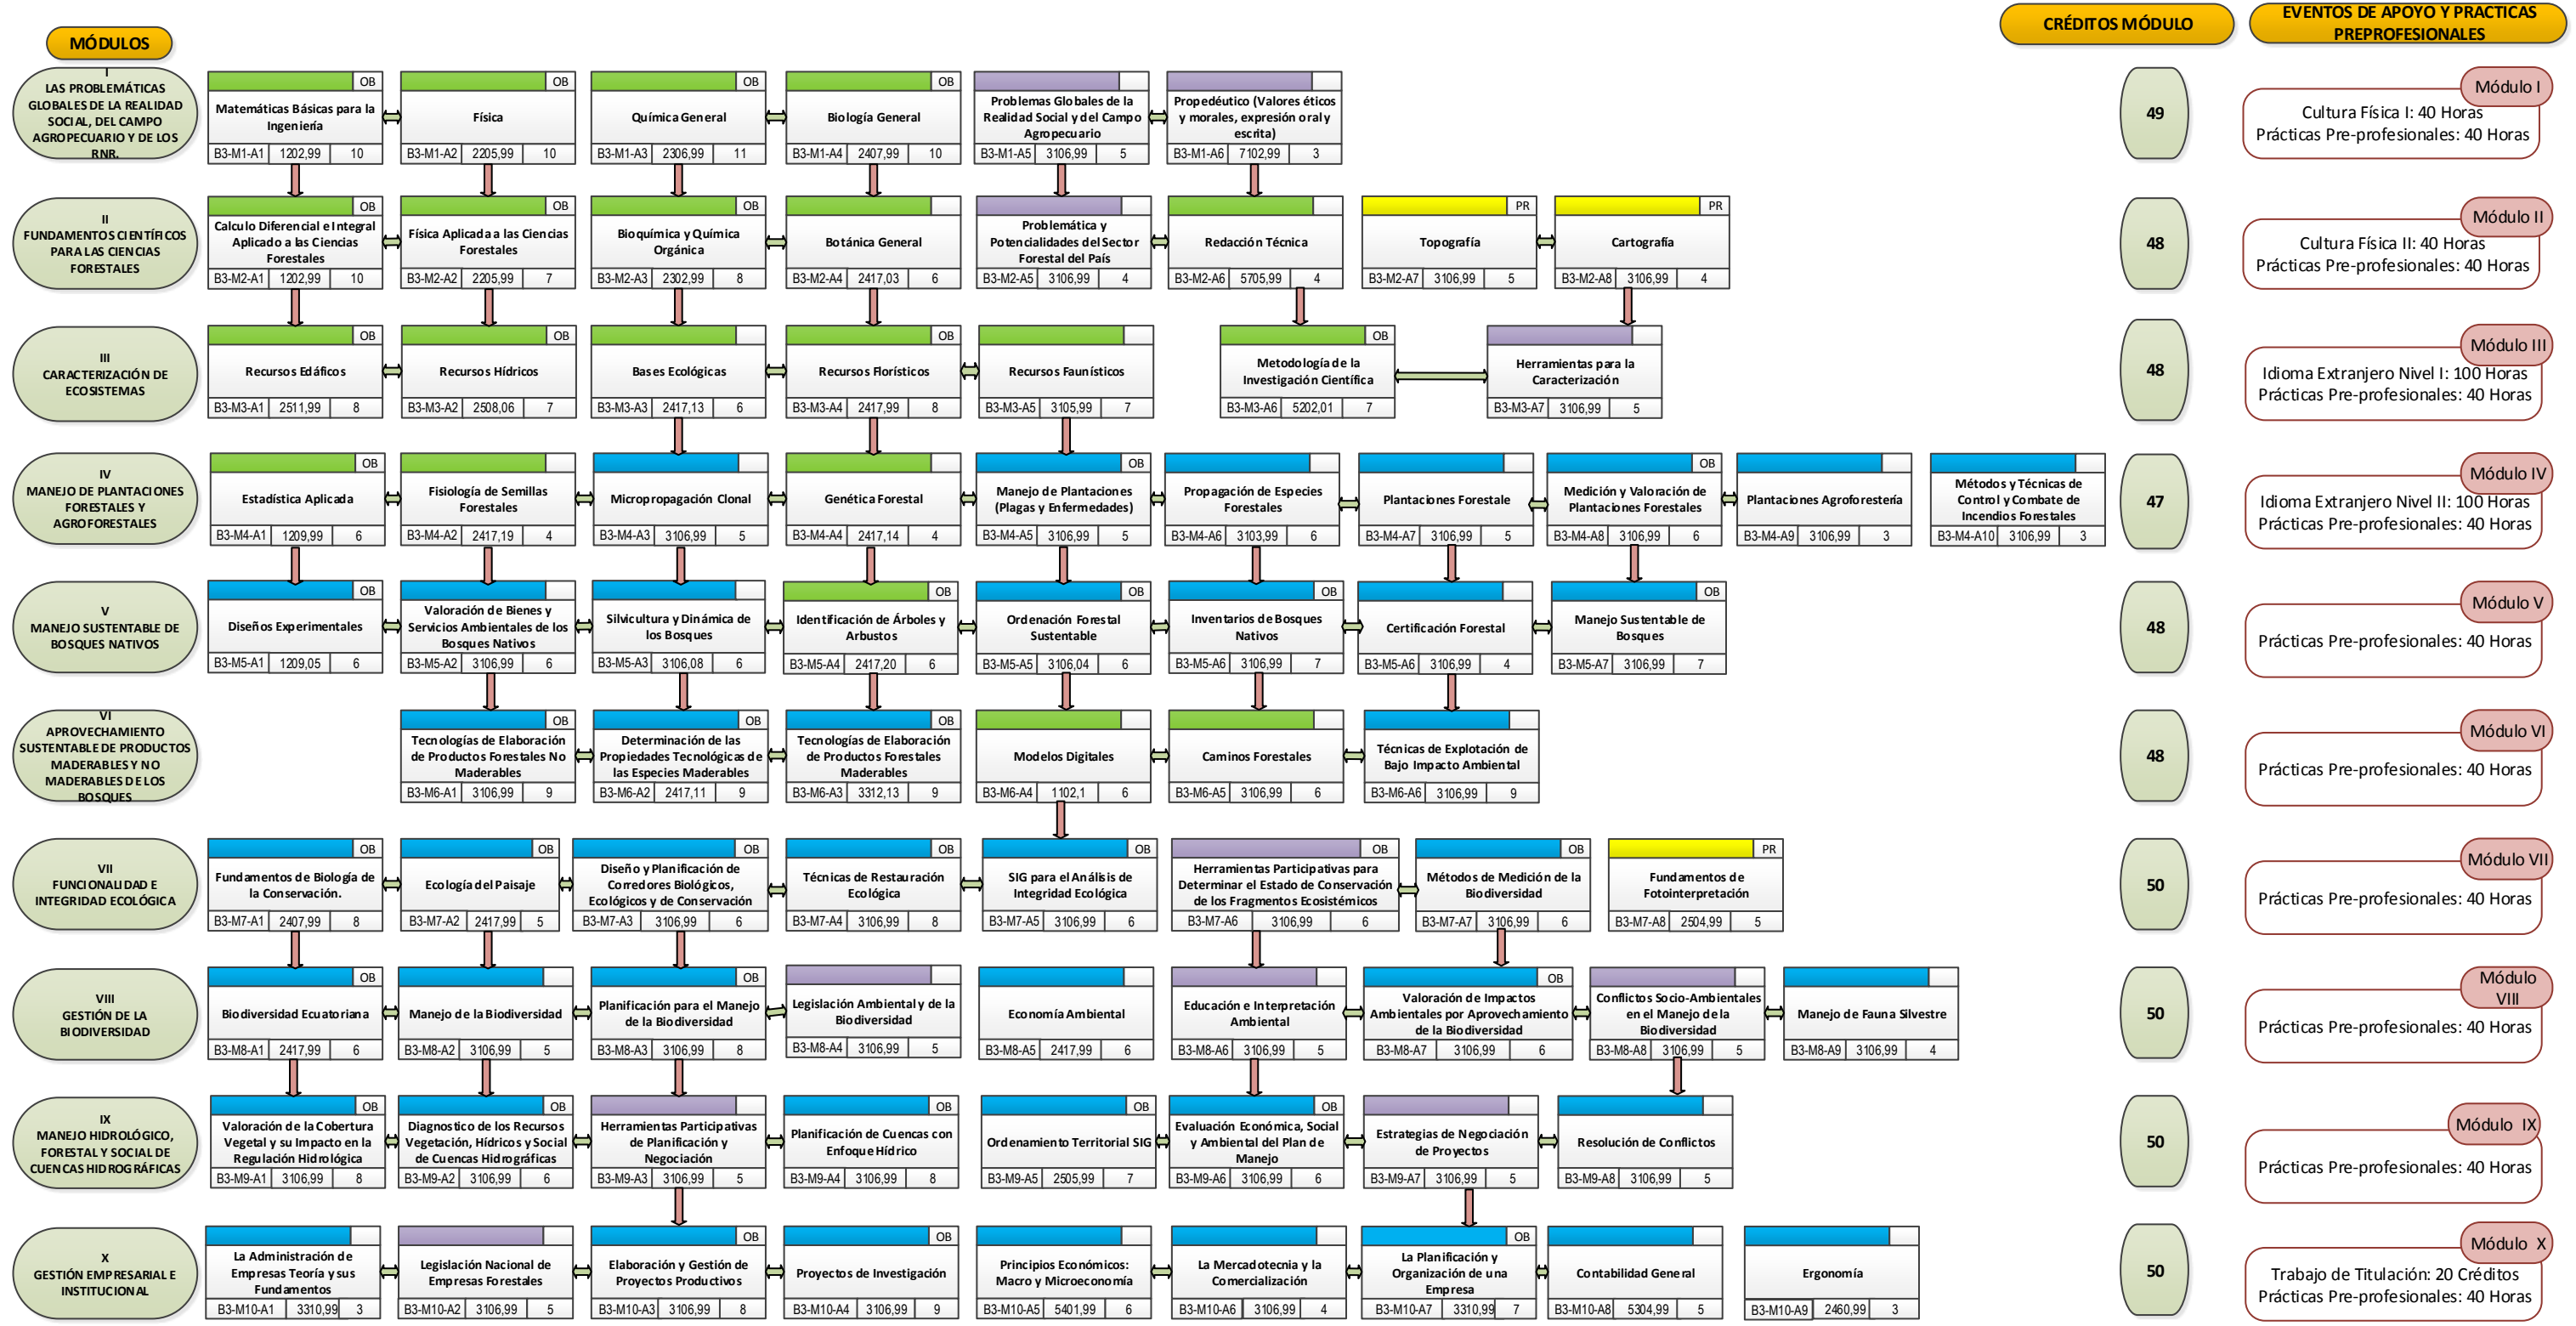 MÓDULOS
CRÉDITOS MÓDULO
EVENTOS DE APOYO Y PRACTICAS
PREPROFESIONALES
I
LAS PROBLEMÁTICAS
GLOBALES DE LA REALIDAD
SOCIAL, DEL CAMPO
AGROPECUARIO Y DE LOS
RNR.
OB
Matemáticas Básicas para la
Ingeniería
B3-M1-A1 1202,99 10
OB
Física
B3-M1-A2 2205,99 10
OB
Química General
B3-M1-A3 2306,99 11
OB
Biología General
B3-M1-A4 2407,99 10
Problemas Globales de la
Realidad Social y del Campo
Agropecuario
B3-M1-A5 3106,99 5
Propedéutico (Valores éticos
y morales, expresión oral y
escrita)
B3-M1-A6 7102,99 3
49
Módulo I
Cultura Física I: 40 Horas
Prácticas Pre-profesionales: 40 Horas
II
FUNDAMENTOS CIENTÍFICOS
PARA LAS CIENCIAS
FORESTALES
OB
Calculo Diferencial e Integral
Aplicado a las Ciencias
Forestales
B3-M2-A1 1202,99 10
OB
Física Aplicada a las Ciencias
Forestales
B3-M2-A2 2205,99 7
OB
Bioquímica y Química
Orgánica
B3-M2-A3 2302,99 8
Botánica General
B3-M2-A4 2417,03 6
Problemática y
Potencialidades del Sector
Forestal del País
B3-M2-A5 3106,99 4
Redacción Técnica
B3-M2-A6 5705,99 4
PR
Topografía
B3-M2-A7 3106,99 5
PR
Cartografía
B3-M2-A8 3106,99 4
48
Módulo II
Cultura Física II: 40 Horas
Prácticas Pre-profesionales: 40 Horas
III
CARACTERIZACIÓN DE
ECOSISTEMAS
OB
Recursos Edáficos
B3-M3-A1 2511,99 8
OB
Recursos Hídricos
B3-M3-A2 2508,06 7
Bases Ecológicas
B3-M3-A3 2417,13 6
OB
Recursos Florísticos
B3-M3-A4 2417,99 8
Recursos Faunísticos
B3-M3-A5 3105,99 7
OB
Metodología de la
Investigación Científica
B3-M3-A6 5202,01 7
Herramientas para la
Caracterización
B3-M3-A7 3106,99 5
48
Módulo III
Idioma Extranjero Nivel I: 100 Horas
Prácticas Pre-profesionales: 40 Horas
IV
MANEJO DE PLANTACIONES
FORESTALES Y
AGROFORESTALES
OB
Estadística Aplicada
B3-M4-A1 1209,99 6
Fisiología de Semillas
Forestales
B3-M4-A2 2417,19 4
Micropropagación Clonal
B3-M4-A3 3106,99 5
Genética Forestal
B3-M4-A4 2417,14 4
OB
Manejo de Plantaciones
(Plagas y Enfermedades)
B3-M4-A5 3106,99 5
Propagación de Especies
Forestales
B3-M4-A6 3103,99 6
Plantaciones Forestale
B3-M4-A7 3106,99 5
OB
Medición y Valoración de
Plantaciones Forestales
B3-M4-A8 3106,99 6
Plantaciones Agroforestería
B3-M4-A9 3106,99 3
Métodos y Técnicas de
Control y Combate de
Incendios Forestales
B3-M4-A10 3106,99 3
47
Módulo IV
Idioma Extranjero Nivel II: 100 Horas
Prácticas Pre-profesionales: 40 Horas
V
MANEJO SUSTENTABLE DE
BOSQUES NATIVOS
OB
Diseños Experimentales
B3-M5-A1 1209,05 6
Valoración de Bienes y
Servicios Ambientales de los
Bosques Nativos
B3-M5-A2 3106,99 6
Silvicultura y Dinámica de
los Bosques
B3-M5-A3 3106,08 6
OB
Identificación de Árboles y
Arbustos
B3-M5-A4 2417,20 6
OB
Ordenación Forestal
Sustentable
B3-M5-A5 3106,04 6
OB
Inventarios de Bosques
Nativos
B3-M5-A6 3106,99 7
Certificación Forestal
B3-M5-A6 3106,99 4
OB
Manejo Sustentable de
Bosques
B3-M5-A7 3106,99 7
48
Módulo V
Prácticas Pre-profesionales: 40 Horas
VI
APROVECHAMIENTO
SUSTENTABLE DE PRODUCTOS
MADERABLES Y NO
MADERABLES DE LOS
BOSQUES
OB
Tecnologías de Elaboración
de Productos Forestales No
Maderables
B3-M6-A1 3106,99 9
OB
Determinación de las
Propiedades Tecnológicas de
las Especies Maderables
B3-M6-A2 2417,11 9
OB
Tecnologías de Elaboración
de Productos Forestales
Maderables
B3-M6-A3 3312,13 9
Modelos Digitales
B3-M6-A4 1102,1 6
Caminos Forestales
B3-M6-A5 3106,99 6
Técnicas de Explotación de
Bajo Impacto Ambiental
B3-M6-A6 3106,99 9
48
Módulo VI
Prácticas Pre-profesionales: 40 Horas
VII
FUNCIONALIDAD E
INTEGRIDAD ECOLÓGICA
OB
Fundamentos de Biología de
la Conservación.
B3-M7-A1 2407,99 8
OB
Ecología del Paisaje
B3-M7-A2 2417,99 5
OB
Diseño y Planificación de
Corredores Biológicos,
Ecológicos y de Conservación
B3-M7-A3 3106,99 6
OB
Técnicas de Restauración
Ecológica
B3-M7-A4 3106,99 8
OB
SIG para el Análisis de
Integridad Ecológica
B3-M7-A5 3106,99 6
OB
Herramientas Participativas para
Determinar el Estado de Conservación
de los Fragmentos Ecosistémicos
B3-M7-A6 3106,99 6
OB
Métodos de Medición de la
Biodiversidad
B3-M7-A7 3106,99 6
PR
Fundamentos de
Fotointerpretación
B3-M7-A8 2504,99 5
50
Módulo VII
Prácticas Pre-profesionales: 40 Horas
VIII
GESTIÓN DE LA
BIODIVERSIDAD
OB
Biodiversidad Ecuatoriana
B3-M8-A1 2417,99 6
Manejo de la Biodiversidad
B3-M8-A2 3106,99 5
OB
Planificación para el Manejo
de la Biodiversidad
B3-M8-A3 3106,99 8
Legislación Ambiental y de la
Biodiversidad
B3-M8-A4 3106,99 5
Economía Ambiental
B3-M8-A5 2417,99 6
Educación e Interpretación
Ambiental
B3-M8-A6 3106,99 5
OB
Valoración de Impactos
Ambientales por Aprovechamiento
de la Biodiversidad
B3-M8-A7 3106,99 6
Conflictos Socio-Ambientales
en el Manejo de la
Biodiversidad
B3-M8-A8 3106,99 5
Manejo de Fauna Silvestre
B3-M8-A9 3106,99 4
50
Módulo
VIII
Prácticas Pre-profesionales: 40 Horas
IX
MANEJO HIDROLÓGICO,
FORESTAL Y SOCIAL DE
CUENCAS HIDROGRÁFICAS
OB
Valoración de la Cobertura
Vegetal y su Impacto en la
Regulación Hidrológica
B3-M9-A1 3106,99 8
OB
Diagnostico de los Recursos
Vegetación, Hídricos y Social
de Cuencas Hidrográficas
B3-M9-A2 3106,99 6
Herramientas Participativas
de Planificación y
Negociación
B3-M9-A3 3106,99 5
OB
Planificación de Cuencas con
Enfoque Hídrico
B3-M9-A4 3106,99 8
OB
Ordenamiento Territorial SIG
B3-M9-A5 2505,99 7
OB
Evaluación Económica, Social
y Ambiental del Plan de
Manejo
B3-M9-A6 3106,99 6
Estrategias de Negociación
de Proyectos
B3-M9-A7 3106,99 5
Resolución de Conflictos
B3-M9-A8 3106,99 5
50
Módulo IX
Prácticas Pre-profesionales: 40 Horas
X
GESTIÓN EMPRESARIAL E
INSTITUCIONAL
La Administración de
Empresas Teoría y sus
Fundamentos
B3-M10-A1 3310,99 3
Legislación Nacional de
Empresas Forestales
B3-M10-A2 3106,99 5
OB
Elaboración y Gestión de
Proyectos Productivos
B3-M10-A3 3106,99 8
OB
Proyectos de Investigación
B3-M10-A4 3106,99 9
Principios Económicos:
Macro y Microeconomía
B3-M10-A5 5401,99 6
La Mercadotecnia y la
Comercialización
B3-M10-A6 3106,99 4
OB
La Planificación y
Organización de una
Empresa
B3-M10-A7 3310,99 7
Contabilidad General
B3-M10-A8 5304,99 5
Ergonomía
B3-M10-A9 2460,99 3
50
Módulo X
Trabajo de Titulación: 20 Créditos
Prácticas Pre-profesionales: 40 Horas